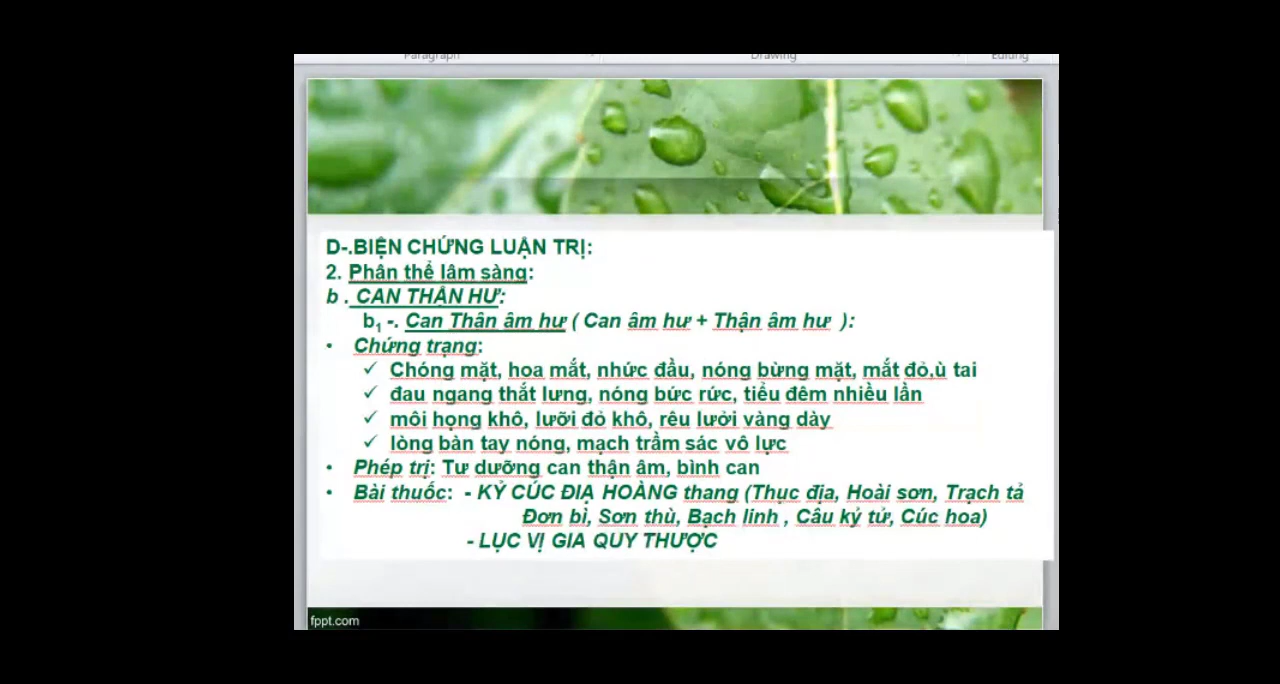 Paragraph Drawing Editing
D-.BIỆN CHỨNG LUẬN TRỊ:
2. Phân thể lâm sàng:
b . CAN THẬN HƯ:
b1 -. Can Thận âm hư ( Can âm hư + Thận âm hư ):
• Chứng trạng:
✓ Chóng mặt, hoa mắt, nhức đầu, nóng bừng mặt, mắt đỏ,ù tai
✓ đau ngang thắt lưng, nóng bức rức, tiểu đêm nhiều lần
✓ môi họng khô, lưỡi đỏ khô, rêu lưởi vàng dày
✓ lòng bàn tay nóng, mạch trầm sác vô lực
• Phép trị: Tư dưỡng can thận âm, bình can
• Bài thuốc: - KỶ CÚC ĐỊA HOÀNG thang (Thục địa, Hoài sơn, Trạch tả
Đơn bì, Sơn thù, Bạch linh , Câu kỷ tử, Cúc hoa)
- LỤC VỊ GIA QUY THƯỢC
fppt.com